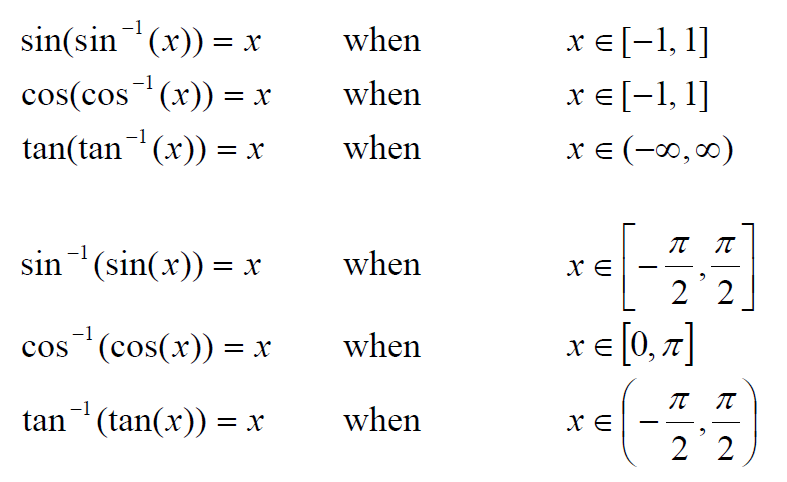 sin(sin⁻¹(x)) = x when x ∈ [−1, 1]
cos(cos⁻¹(x)) = x when x ∈ [−1, 1]
tan(tan⁻¹(x)) = x when x ∈ (−∞, ∞)
sin⁻¹(sin(x)) = x when x ∈ [−π/2, π/2]
cos⁻¹(cos(x)) = x when x ∈ [0, π]
tan⁻¹(tan(x)) = x when x ∈ (−π/2, π/2)